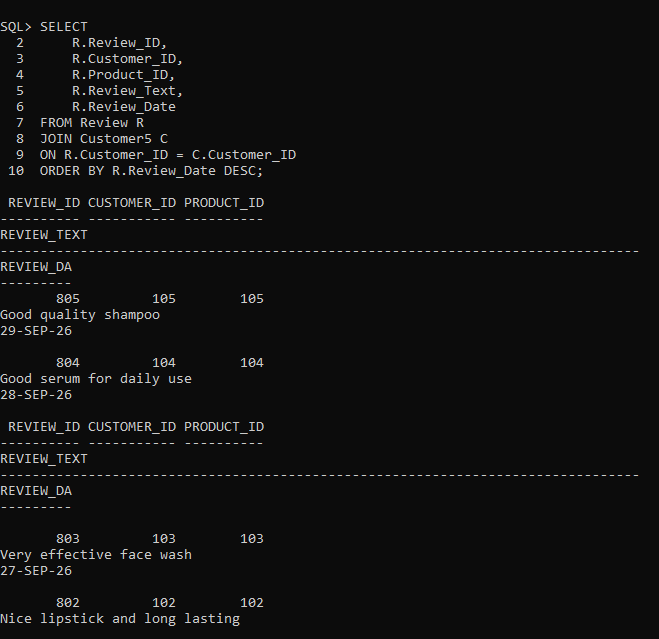 SQL> SELECT
  2      R.Review_ID,
  3      R.Customer_ID,
  4      R.Product_ID,
  5      R.Review_Text,
  6      R.Review_Date
  7  FROM Review R
  8  JOIN Customer5 C
  9  ON R.Customer_ID = C.Customer_ID
 10  ORDER BY R.Review_Date DESC;
 REVIEW_ID CUSTOMER_ID PRODUCT_ID
---------- ----------- ----------
REVIEW_TEXT
--------------------------------------------------------------------------------
REVIEW_DA
---------
       805         105        105
Good quality shampoo
29-SEP-26
       804         104        104
Good serum for daily use
28-SEP-26
 REVIEW_ID CUSTOMER_ID PRODUCT_ID
---------- ----------- ----------
REVIEW_TEXT
--------------------------------------------------------------------------------
REVIEW_DA
---------
       803         103        103
Very effective face wash
27-SEP-26
       802         102        102
Nice lipstick and long lasting